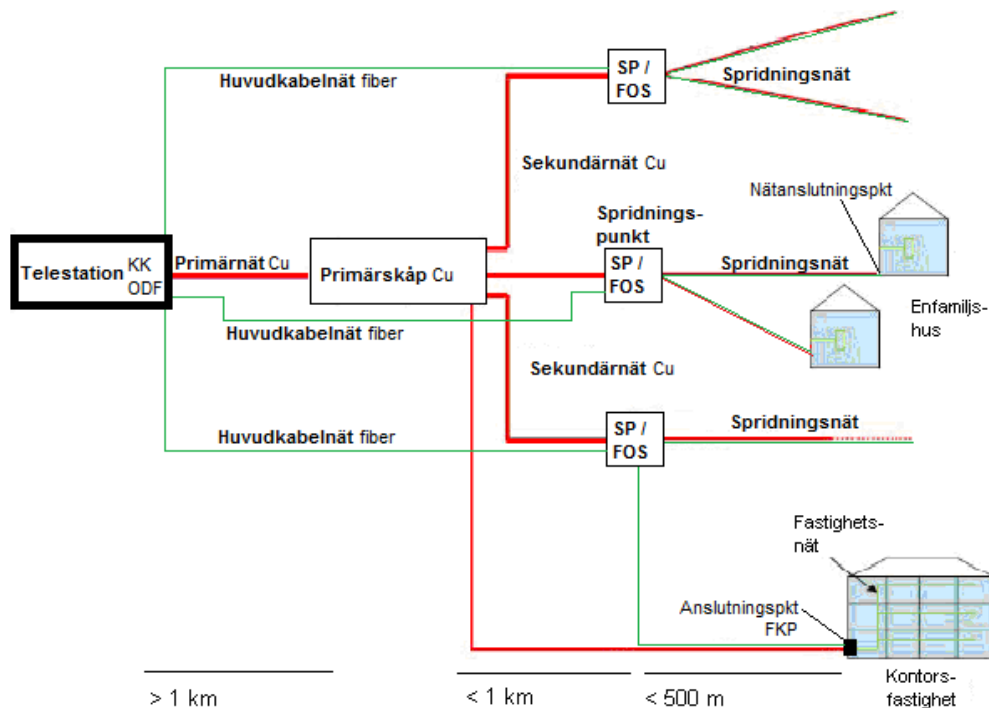 Huvudkabelnät fiber
SP /
FOS
Spridningsnät
Sekundärnät Cu
Nätanslutningspkt
Spridnings-
punkt
Telestation KK
ODF
Primärnät Cu
Primärskåp Cu
SP /
FOS
Spridningsnät
Enfamiljs-
hus
Huvudkabelnät fiber
Sekundärnät Cu
Huvudkabelnät fiber
SP /
FOS
Spridningsnät
Fastighets-
nät
Anslutningspkt
FKP
Kontors-
fastighet
> 1 km
< 1 km
< 500 m